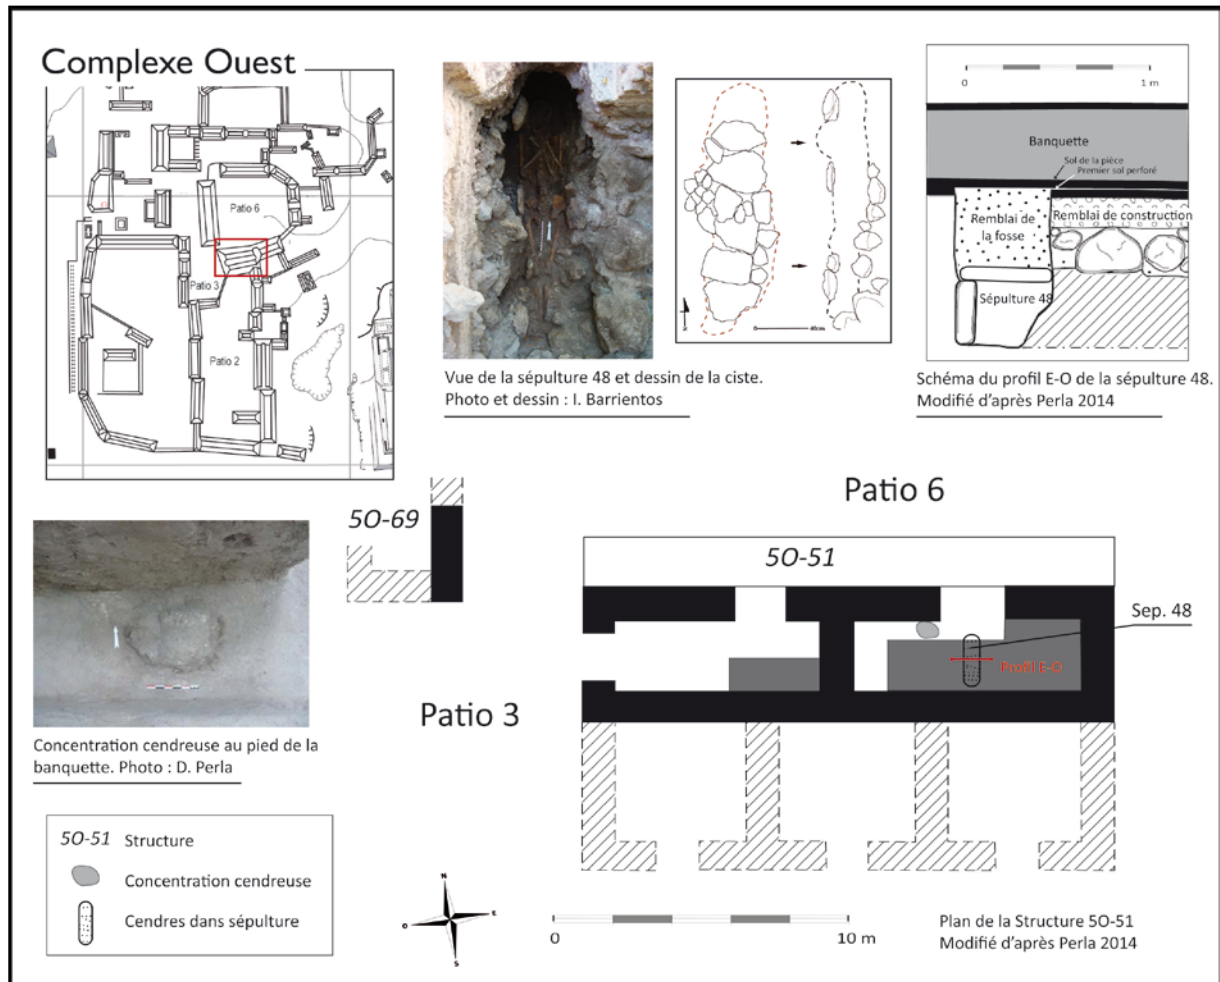 Complexe Ouest
Patio 6
Patio 3
Patio 2
Vue de la sépulture 48 et dessin de la ciste.
Photo et dessin : I. Barrientos
0 40cm
N
0 1 m
Banquette
Sol de la pièce
Premier sol perforé
Remblai de la fosse
Remblai de construction
Sépulture 48
Schéma du profil E-O de la sépulture 48.
Modifié d'après Perla 2014
Concentration cendreuse au pied de la
banquette. Photo : D. Perla
5O-69
Patio 6
5O-51
Sep. 48
Profil E-O
Patio 3
5O-51 Structure
Concentration cendreuse
Cendres dans sépulture
N
E
S
O
0 10 m
Plan de la Structure 5O-51
Modifié d'après Perla 2014